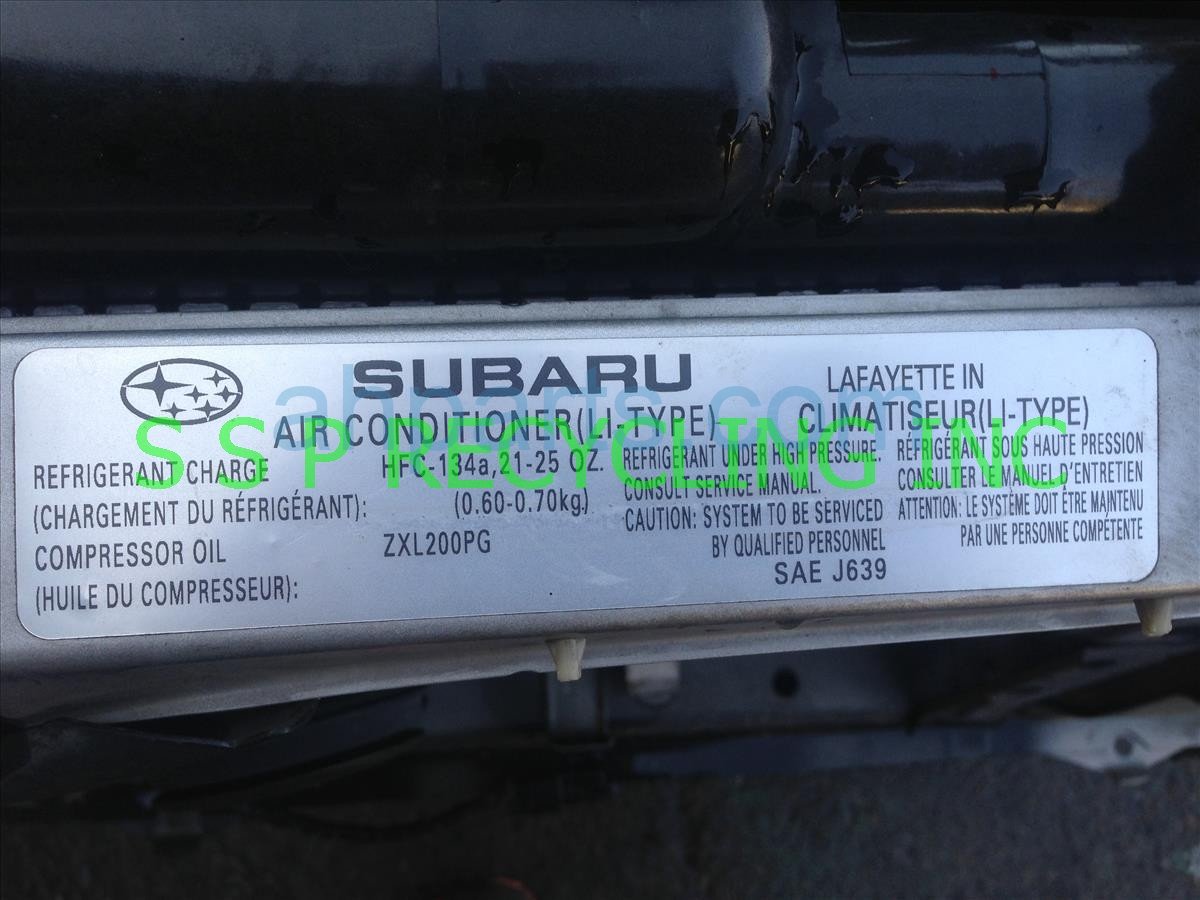 SUBARU
LAFAYETTE IN
AIR CONDITIONER(LI-TYPE)
CLIMATISEUR(LI-TYPE)
REFRIGERANT CHARGE
(CHARGEMENT DU RÉFRIGÉRANT):
HFC-134a,21-25 OZ.
(0.60-0.70kg.)
COMPRESSOR OIL
(HUILE DU COMPRESSEUR):
ZXL200PG
REFRIGERANT UNDER HIGH PRESSURE.
CONSULT SERVICE MANUAL.
CAUTION: SYSTEM TO BE SERVICED
BY QUALIFIED PERSONNEL
SAE J639
RÉFRIGÉRANT SOUS HAUTE PRESSION
CONSULTER LE MANUEL D'ENTRETIEN
ATTENTION: LE SYSTÈME DOIT ÊTRE MAINTENU
PAR UNE PERSONNE COMPÉTENTE
ahparts.com
S S P RECYCLING INC